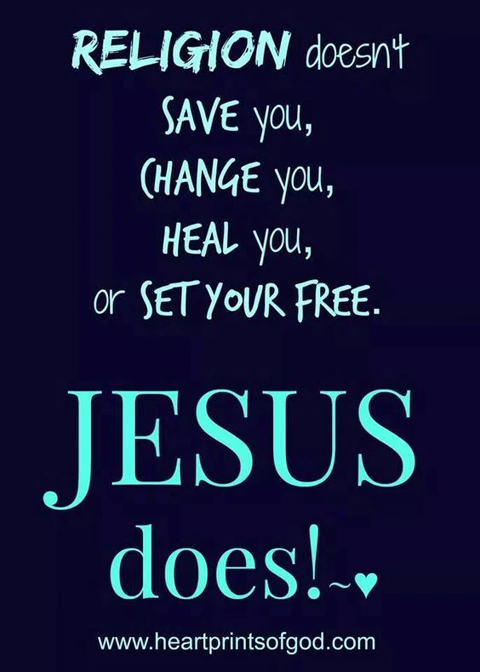 RELIGION doesn't
SAVE you,
CHANGE you,
HEAL you,
or SET YOUR FREE.
JESUS
does!~♥
www.heartprintsofgod.com